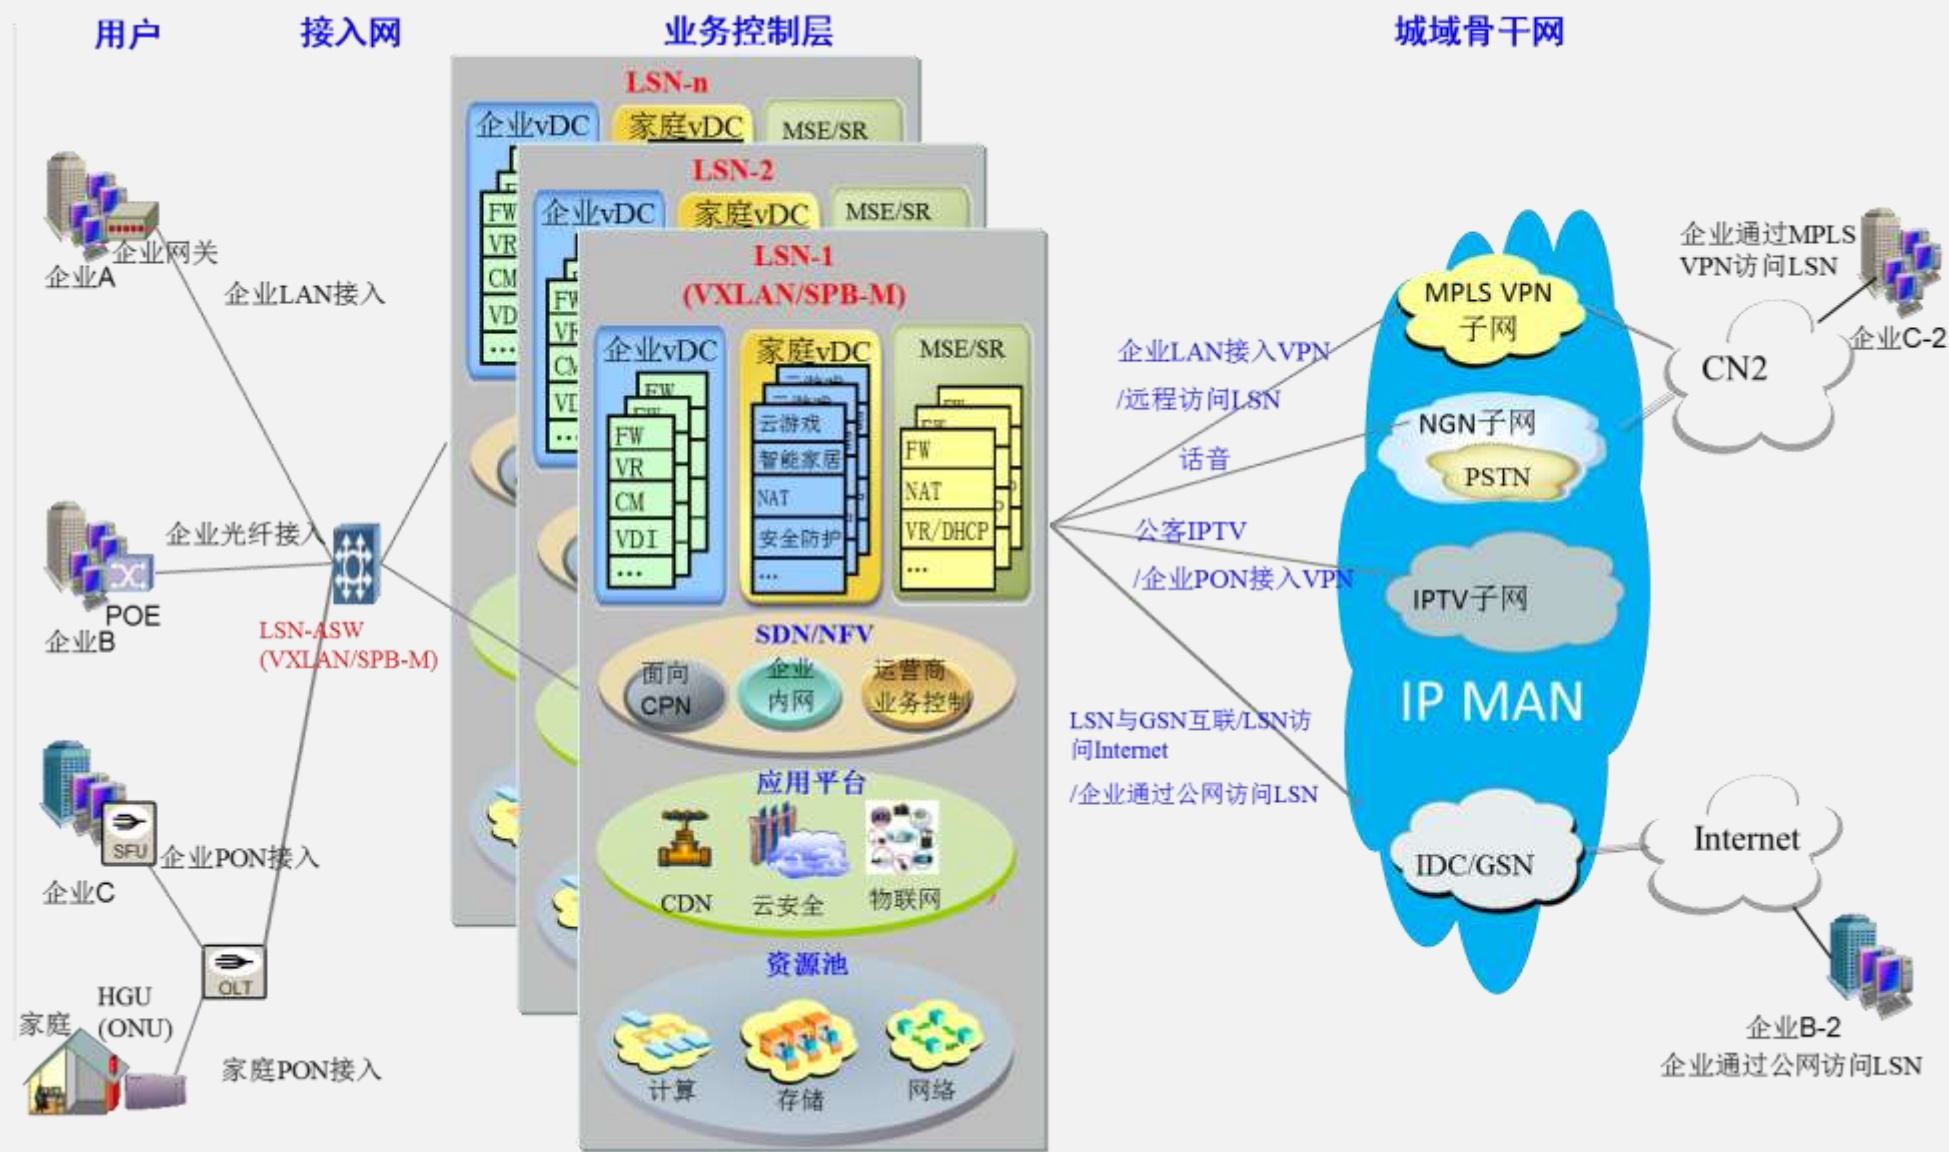 用户
接入网
业务控制层
城域骨干网
LSN-n
企业vDC
家庭vDC
MSE/SR
FW
VR
CM
VD
...
LSN-2
企业vDC
家庭vDC
MSE/SR
FW
...
LSN-1
(VXLAN/SPB-M)
企业vDC
家庭vDC
MSE/SR
FW
FW
FW
VR
CM
VDI
...
云游戏
云游戏
云游戏
智能家居
NAT
安全防护
...
FW
FW
FW
NAT
VR/DHCP
...
SDN/NFV
面向
CPN
企业
内网
运营商
业务控制
应用平台
CDN
云安全
物联网
资源池
计算
存储
网络
企业网关
企业A
企业LAN接入
企业光纤接入
POE
企业B
LSN-ASW
(VXLAN/SPB-M)
SFU
企业PON接入
企业C
OLT
HGU
(ONU)
家庭
家庭PON接入
企业LAN接入VPN
/远程访问LSN
话音
公客IPTV
/企业PON接入VPN
LSN与GSN互联/LSN访
问Internet
/企业通过公网访问LSN
MPLS VPN
子网
NGN子网
PSTN
IPTV子网
IP MAN
IDC/GSN
企业通过MPLS
VPN访问LSN
企业C-2
CN2
Internet
企业B-2
企业通过公网访问LSN